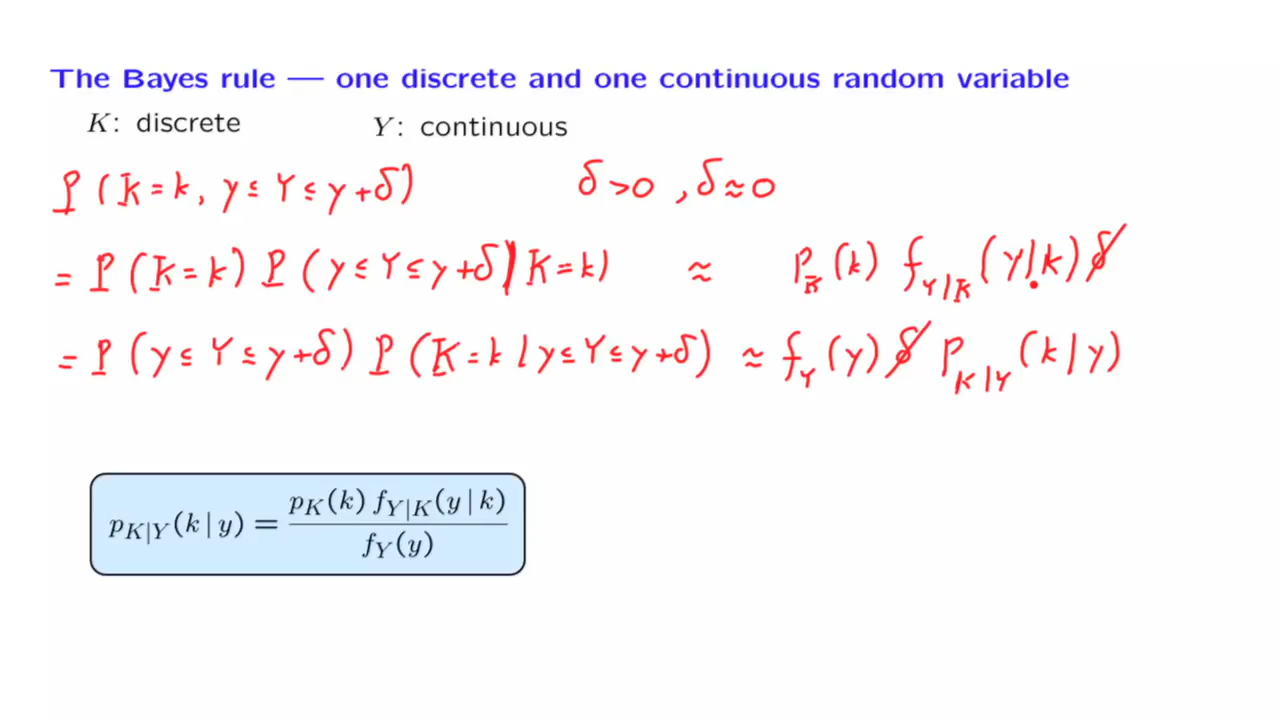 The Bayes rule — one discrete and one continuous random variable
K: discrete Y: continuous
P(K=k, y≤Y≤y+δ) δ>0, δ≈0
= P(K=k) P(y≤Y≤y+δ|K=k) ≈ p_K(k) f_{Y|K}(y|k) δ
= P(y≤Y≤y+δ) P(K=k|y≤Y≤y+δ) ≈ f_Y(y) δ p_{K|Y}(k|y)
p_{K|Y}(k|y) = \frac{p_K(k) f_{Y|K}(y|k)}{f_Y(y)}